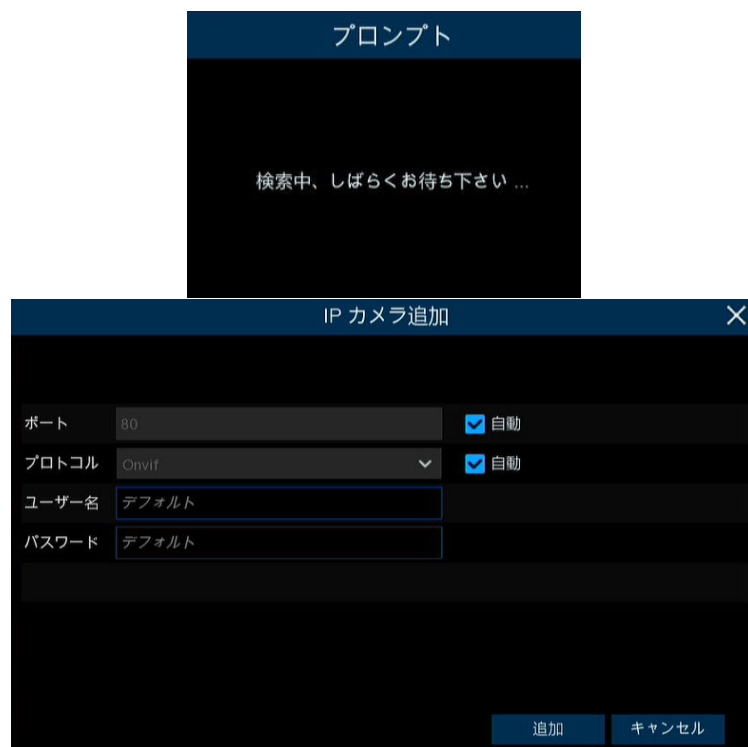 プロンプト
検索中、しばらくお待ち下さい ...
IP カメラ追加
ポート 80 自動
プロトコル Onvif 自動
ユーザー名 デフォルト
パスワード デフォルト
追加 キャンセル